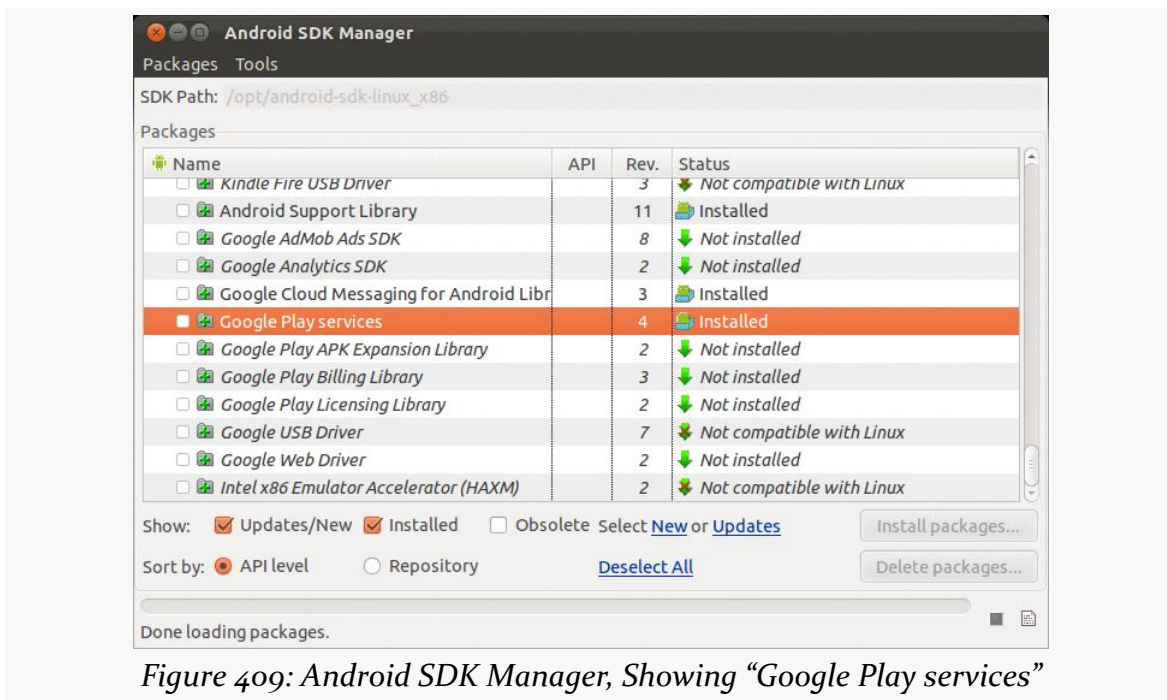 Android SDK Manager
Packages Tools
SDK Path: /opt/android-sdk-linux_x86
Packages
Name API Rev. Status
Kindle Fire USB Driver 3 Not compatible with Linux
Android Support Library 11 Installed
Google AdMob Ads SDK 8 Not installed
Google Analytics SDK 2 Not installed
Google Cloud Messaging for Android Libr 3 Installed
Google Play services 4 Installed
Google Play APK Expansion Library 2 Not installed
Google Play Billing Library 3 Not installed
Google Play Licensing Library 2 Not installed
Google USB Driver 7 Not compatible with Linux
Google Web Driver 2 Not installed
Intel x86 Emulator Accelerator (HAXM) 2 Not compatible with Linux
Show: Updates/New Installed Obsolete Select New or Updates Install packages...
Sort by: API level Repository Deselect All Delete packages...
Done loading packages.
Figure 409: Android SDK Manager, Showing “Google Play services”